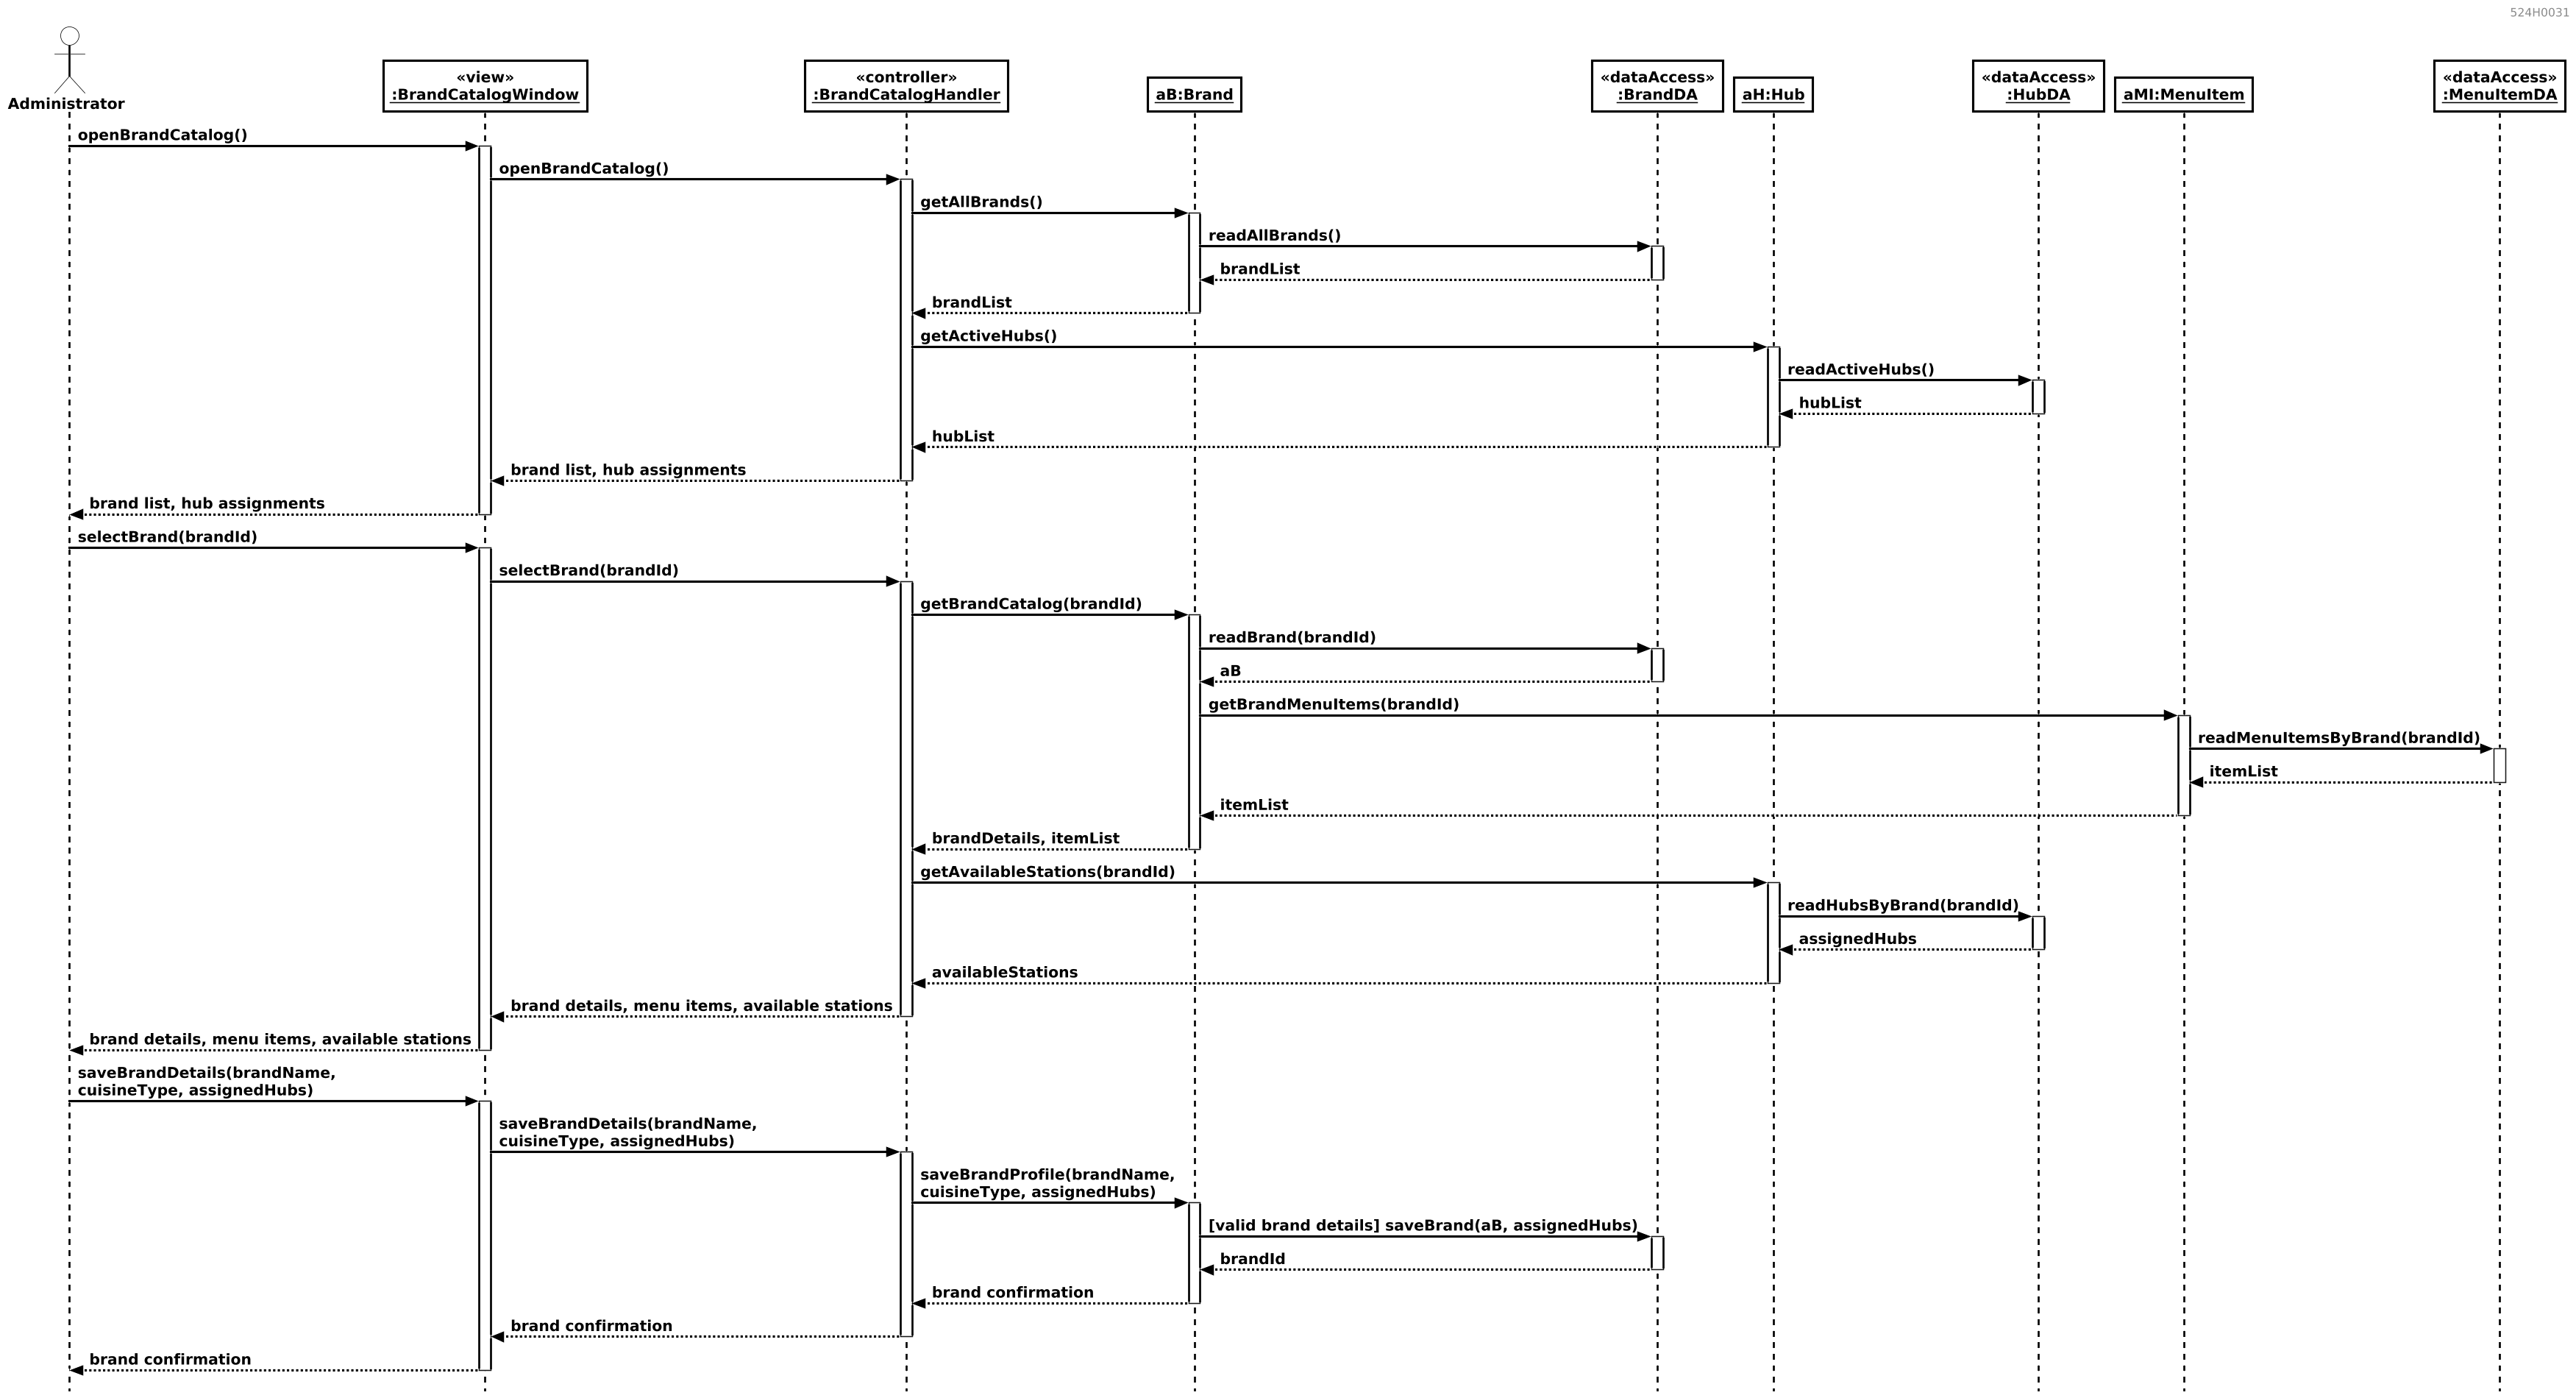 524H0031
Administrator
«view»
:BrandCatalogWindow
«controller»
:BrandCatalogHandler
aB:Brand
«dataAccess»
:BrandDA
aH:Hub
«dataAccess»
:HubDA
aMI:MenuItem
«dataAccess»
:MenuItemDA
openBrandCatalog()
openBrandCatalog()
getAllBrands()
readAllBrands()
brandList
brandList
getActiveHubs()
readActiveHubs()
hubList
hubList
brand list, hub assignments
brand list, hub assignments
selectBrand(brandId)
selectBrand(brandId)
getBrandCatalog(brandId)
readBrand(brandId)
aB
getBrandMenuItems(brandId)
readMenuItemsByBrand(brandId)
itemList
itemList
brandDetails, itemList
getAvailableStations(brandId)
readHubsByBrand(brandId)
assignedHubs
availableStations
brand details, menu items, available stations
brand details, menu items, available stations
saveBrandDetails(brandName,
cuisineType, assignedHubs)
saveBrandDetails(brandName,
cuisineType, assignedHubs)
saveBrandProfile(brandName,
cuisineType, assignedHubs)
[valid brand details] saveBrand(aB, assignedHubs)
brandId
brand confirmation
brand confirmation
brand confirmation